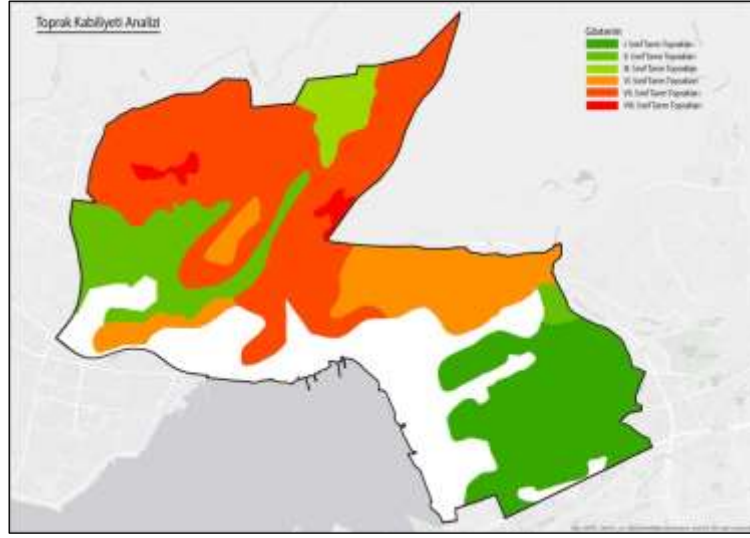 Toprak Kabiliyeti Analizi
Gösterim
I. Sınıf Tarım Toprakları
II. Sınıf Tarım Toprakları
III. Sınıf Tarım Toprakları
VI. Sınıf Tarım Toprakları
VII. Sınıf Tarım Toprakları
VIII. Sınıf Tarım Toprakları